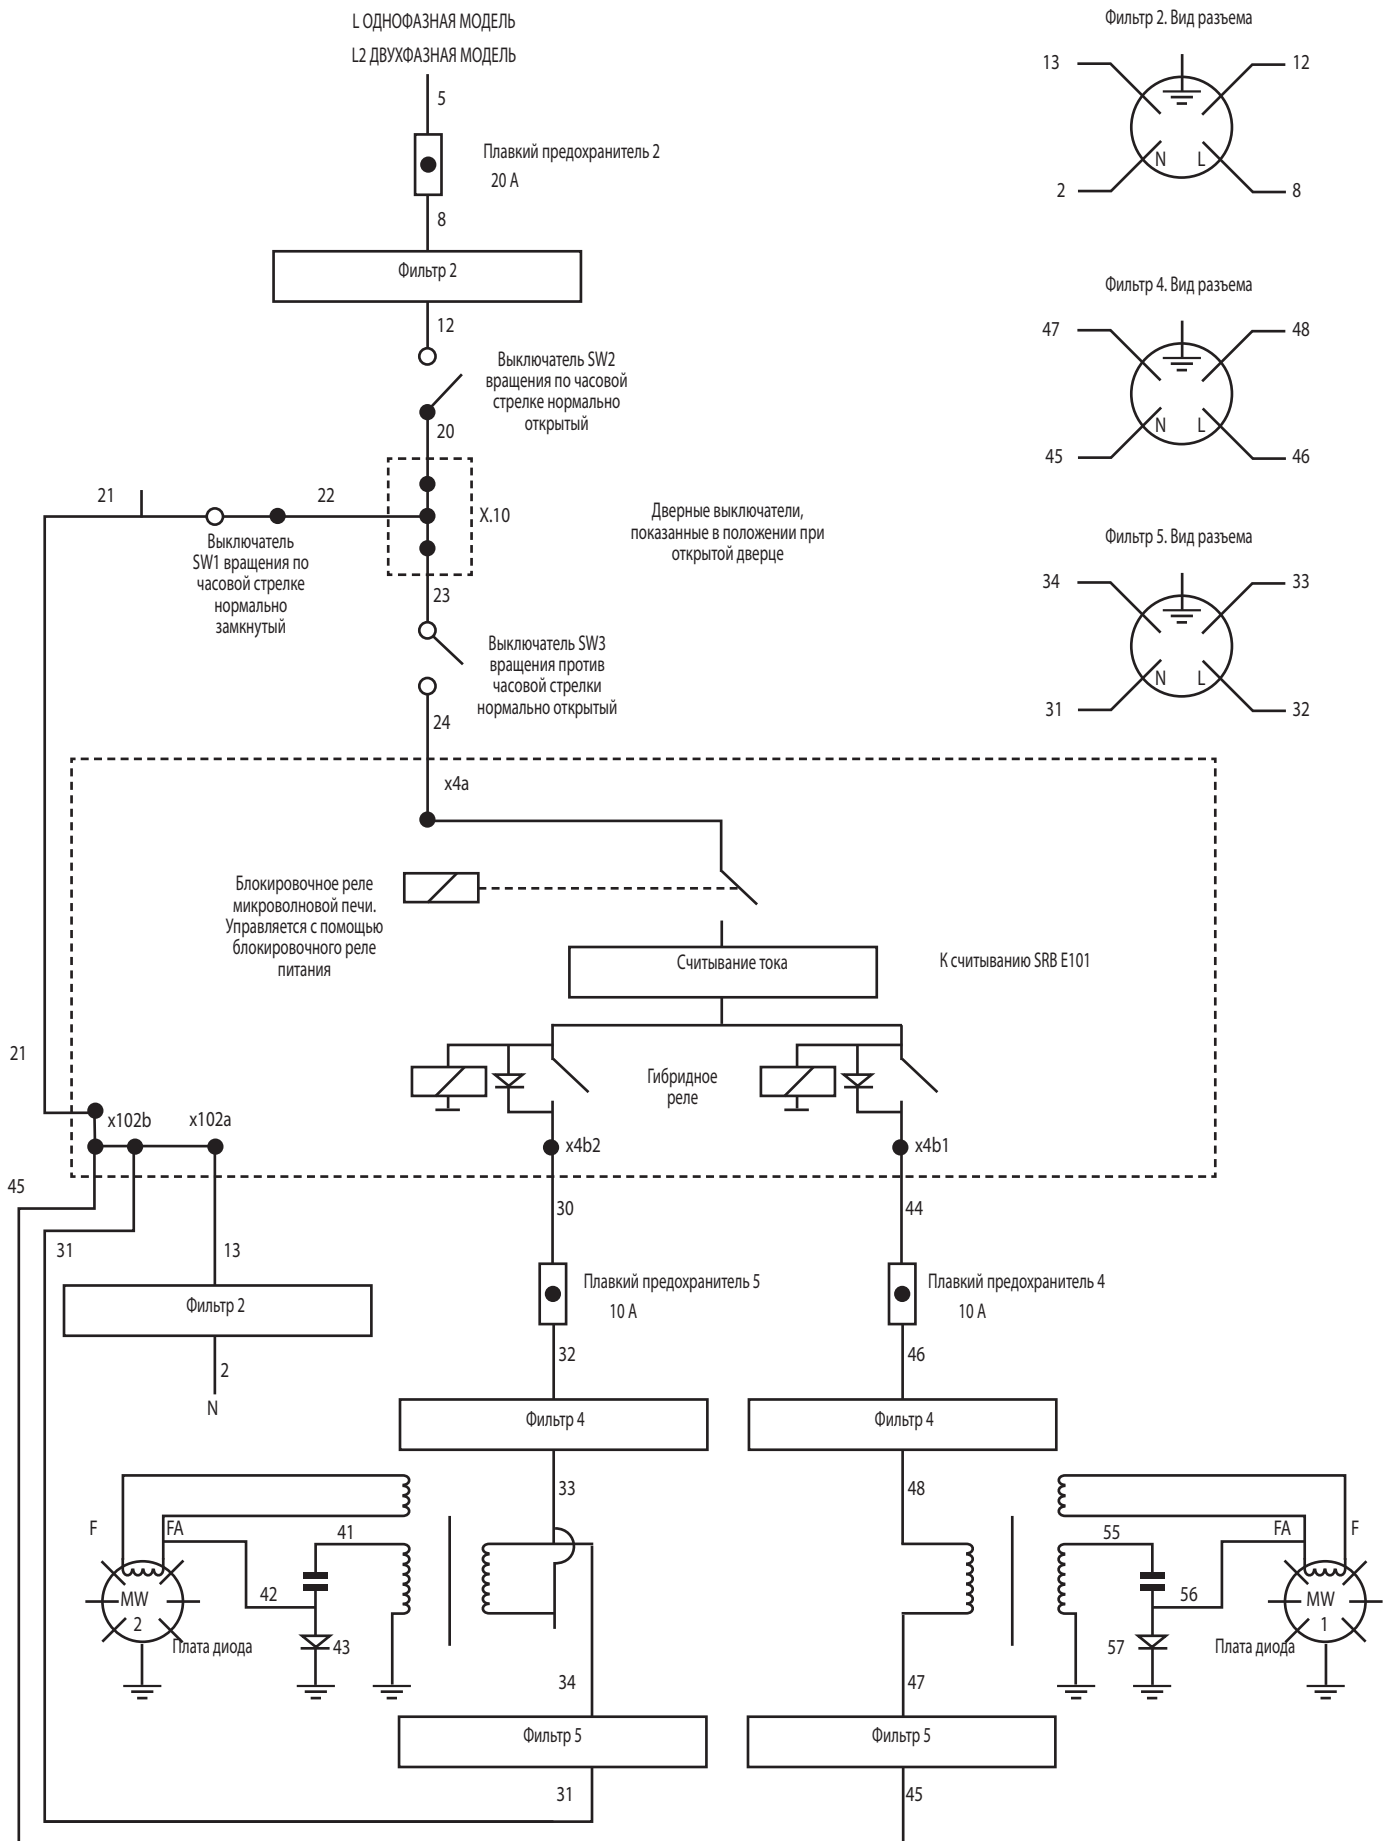 L ОДНОФАЗНАЯ МОДЕЛЬ
L2 ДВУХФАЗНАЯ МОДЕЛЬ
5
Плавкий предохранитель 2
20 А
8
Фильтр 2
12
Выключатель SW2
вращения по часовой
стрелке нормально
открытый
20
21
22
X.10
Выключатель
SW1 вращения по
часовой стрелке
нормально
замкнутый
Дверные выключатели,
показанные в положении при
открытой дверце
23
Выключатель SW3
вращения против
часовой стрелки
нормально открытый
24
Фильтр 2. Вид разъема
13
12
N
L
2
8
Фильтр 4. Вид разъема
47
48
N
L
45
46
Фильтр 5. Вид разъема
34
33
N
L
31
32
x4a
Блокировочное реле
микроволновой печи.
Управляется с помощью
блокировочного реле
питания
Считывание тока
К считыванию SRB E101
Гибридное
реле
21
x102b
x102a
x4b2
x4b1
45
31
13
30
44
Фильтр 2
2
N
Плавкий предохранитель 5
10 А
Плавкий предохранитель 4
10 А
32
46
Фильтр 4
Фильтр 4
33
48
F
FA
41
42
MW
2
Плата диода
43
55
FA
F
56
MW
1
57
Плата диода
34
47
Фильтр 5
Фильтр 5
31
45